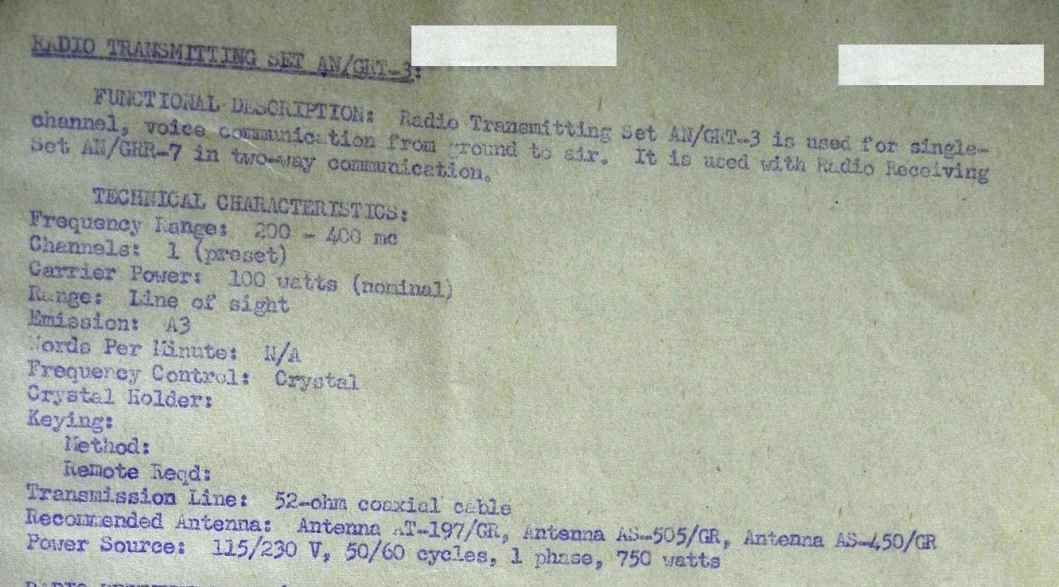 RADIO TRANSMITTING SET AN/GRT-3:
FUNCTIONAL DESCRIPTION: Radio Transmitting Set AN/GRT-3 is used for single-
channel, voice communication from ground to air. It is used with Radio Receiving
Set AN/GRR-7 in two-way communication.
TECHNICAL CHARACTERISTICS:
Frequency Range: 200 - 400 mc
Channels: 1 (preset)
Carrier Power: 100 watts (nominal)
Range: Line of sight
Emission: A3
Words Per Minute: N/A
Frequency Control: Crystal
Crystal Holder:
Keying:
Method:
Remote Reqd:
Transmission Line: 52-ohm coaxial cable
Recommended Antenna: Antenna AT-197/GR, Antenna AS-505/GR, Antenna AS-450/GR
Power Source: 115/230 V, 50/60 cycles, 1 phase, 750 watts